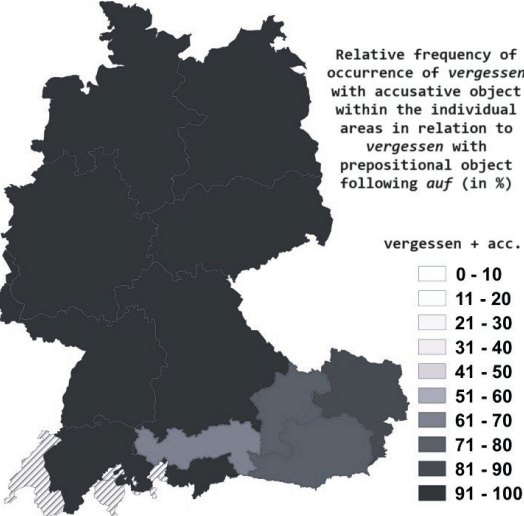 Relative frequency of
occurrence of vergessen
with accusative object
within the individual
areas in relation to
vergessen with
prepositional object
following auf (in %)
vergessen + acc.
0 - 10
11 - 20
21 - 30
31 - 40
41 - 50
51 - 60
61 - 70
71 - 80
81 - 90
91 - 100